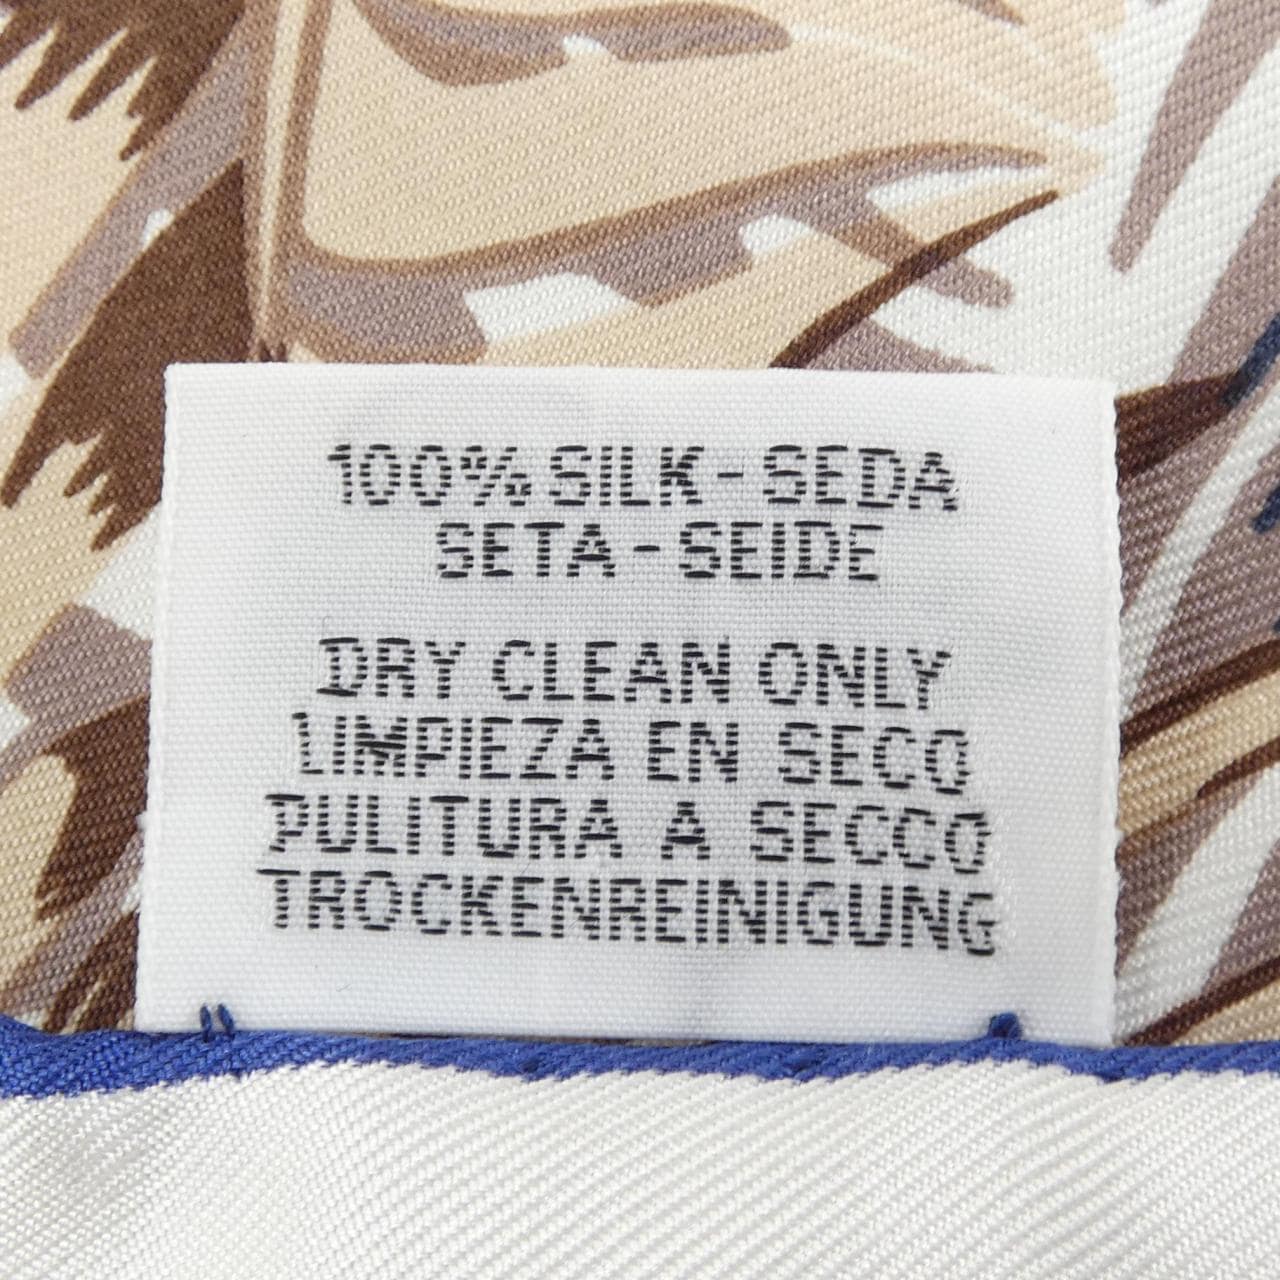 100% SILK - SEDA
SETA - SEIDE
DRY CLEAN ONLY
LIMPIEZA EN SECO
PULITURA A SECCO
TROCKENREINIGUNG